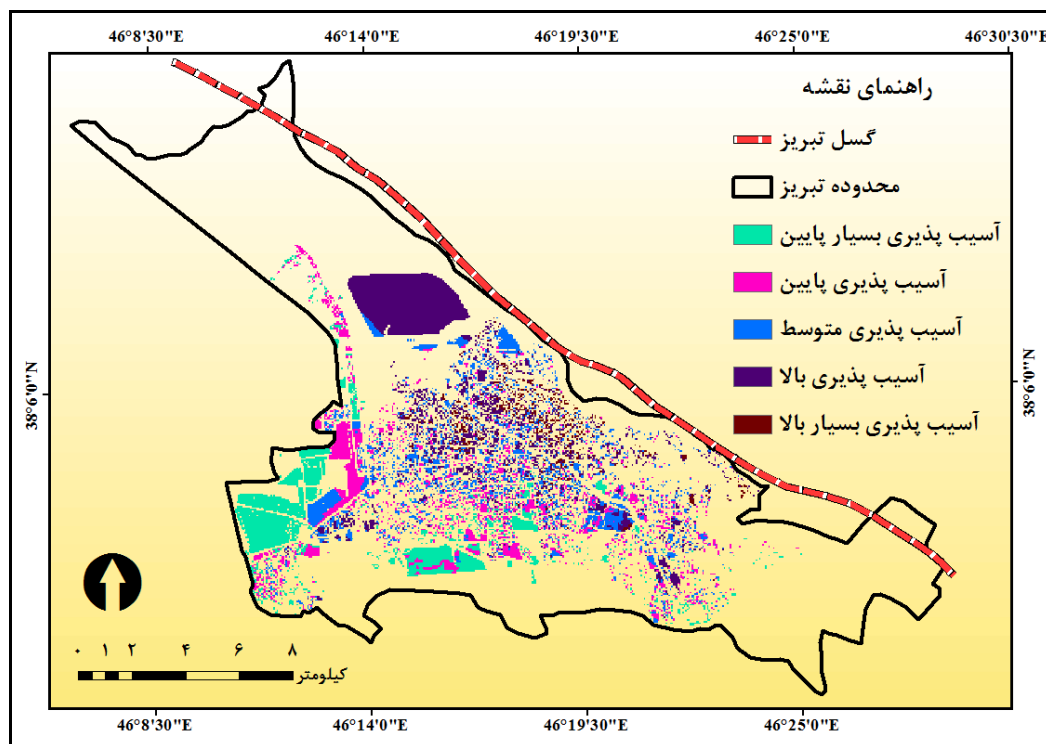 46°8'30"E 46°14'0"E 46°19'30"E 46°25'0"E 46°30'30"E
راهنمای نقشه
گسل تبریز
محدوده تبریز
آسیب پذیری بسیار پایین
آسیب پذیری پایین
آسیب پذیری متوسط
آسیب پذیری بالا
آسیب پذیری بسیار بالا
38°6'0"N
38°6'0"N
۰ ۱ ۲ ۴ ۶ ۸
کیلومتر
46°8'30"E 46°14'0"E 46°19'30"E 46°25'0"E